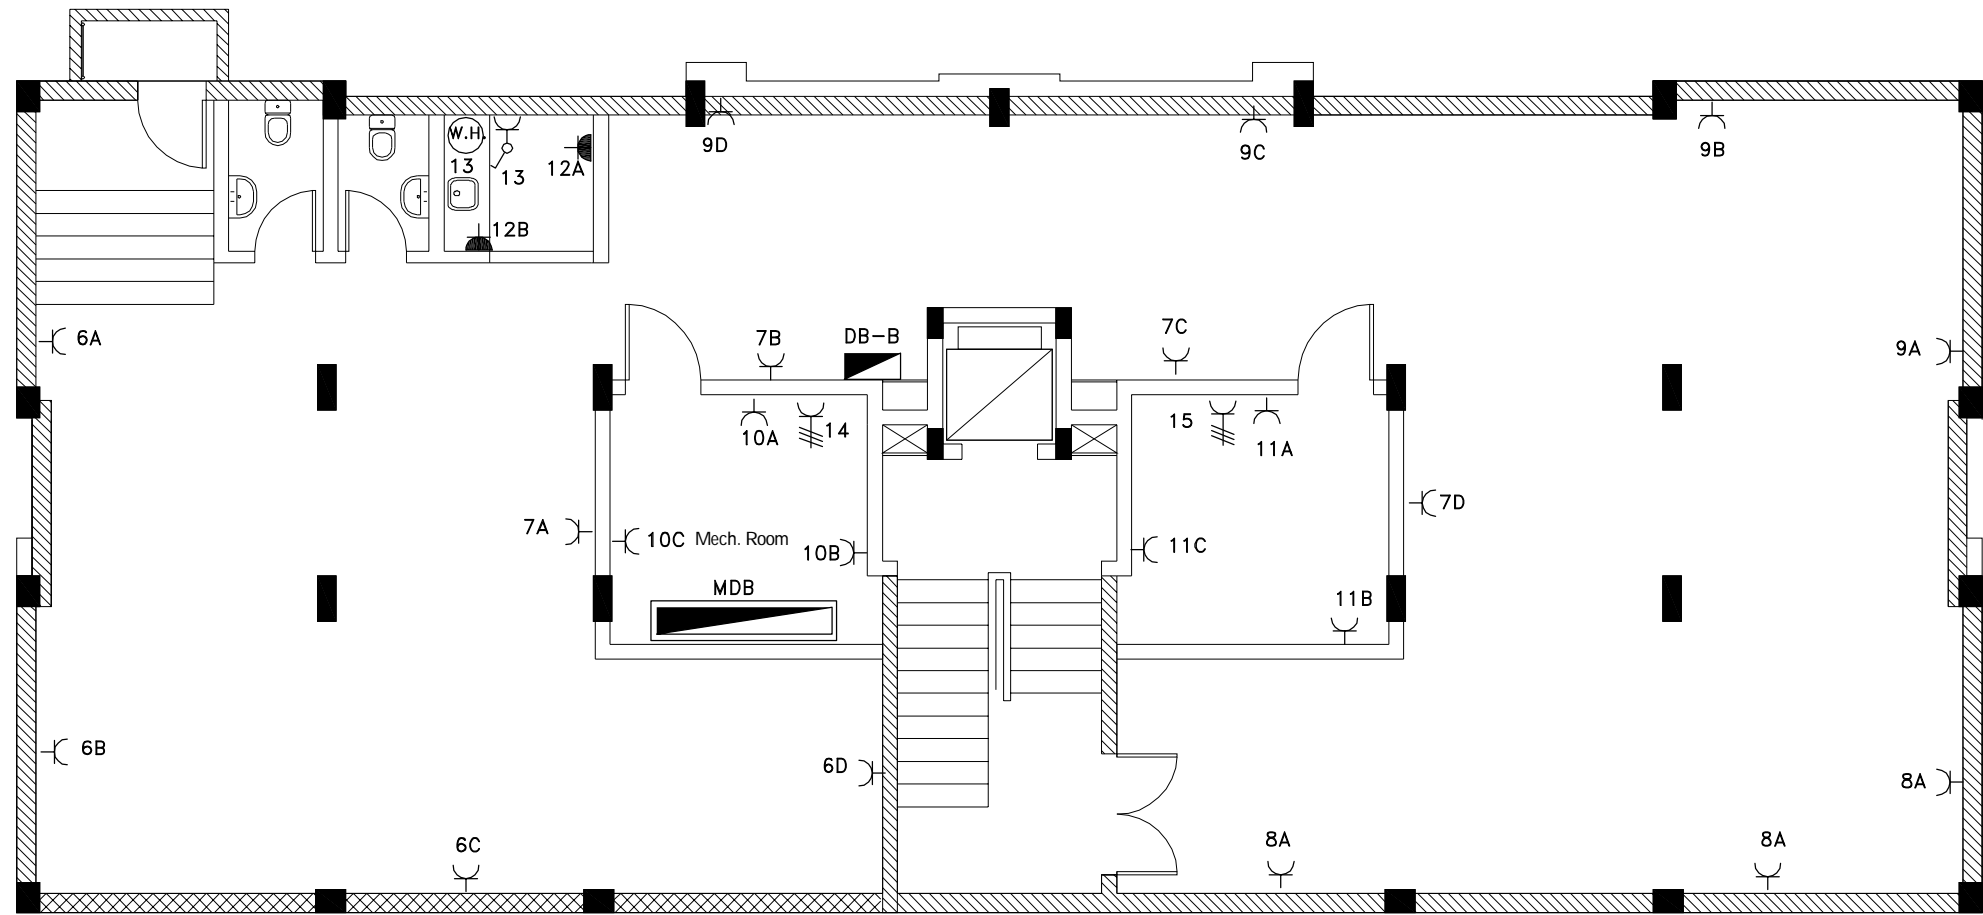 W.H.
13
13
12A
12B
9D
9C
9B
6A
7B
DB-B
7C
9A
10A
14
15
11A
7A
10C
Mech. Room
10B
11C
7D
MDB
11B
6B
6D
8A
6C
8A
8A